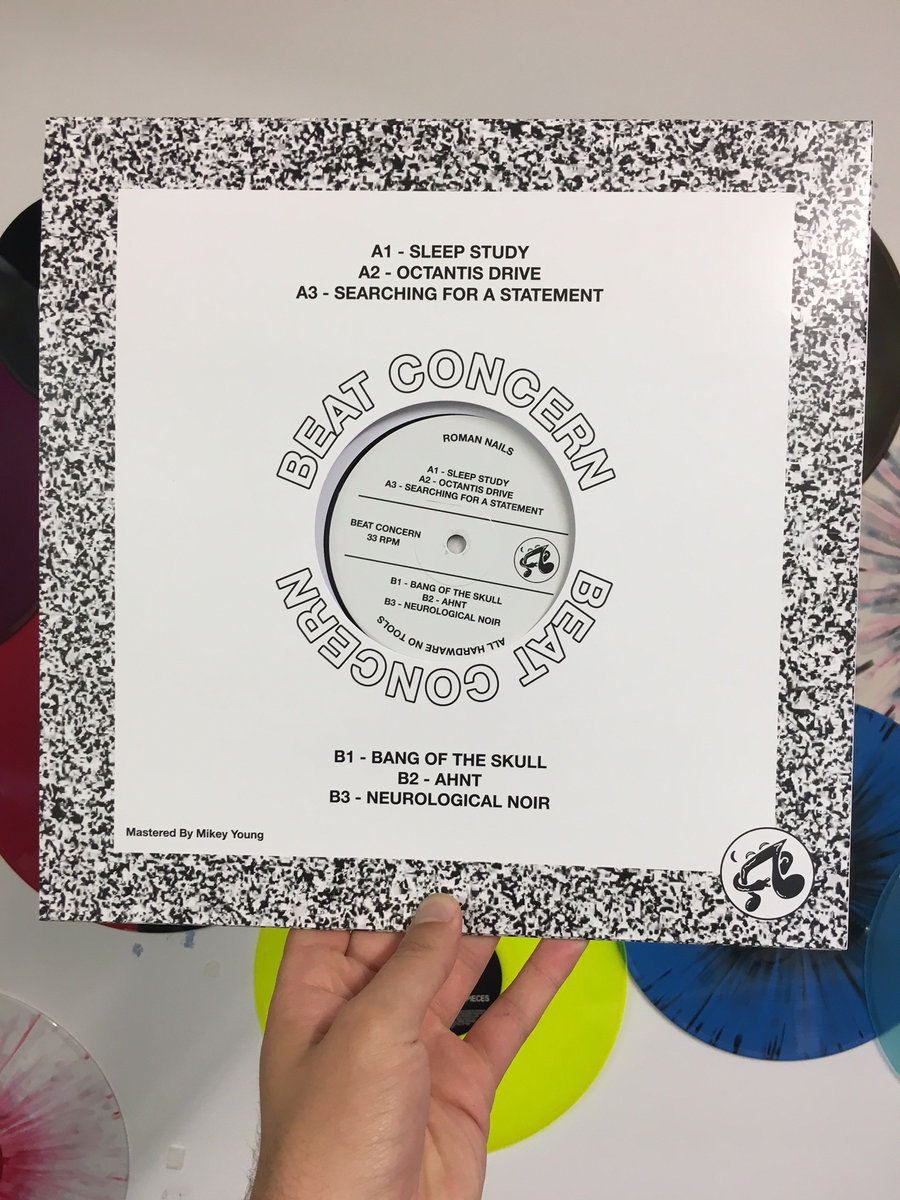 A1 - SLEEP STUDY
A2 - OCTANTIS DRIVE
A3 - SEARCHING FOR A STATEMENT
BEAT CONCERN
ROMAN NAILS
A1 - SLEEP STUDY
A2 - OCTANTIS DRIVE
A3 - SEARCHING FOR A STATEMENT
BEAT CONCERN
33 RPM
B1 - BANG OF THE SKULL
B2 - AHNT
B3 - NEUROLOGICAL NOIR
ALL HARDWARE NO TOOLS
BEAT CONCERN
B1 - BANG OF THE SKULL
B2 - AHNT
B3 - NEUROLOGICAL NOIR
Mastered By Mikey Young